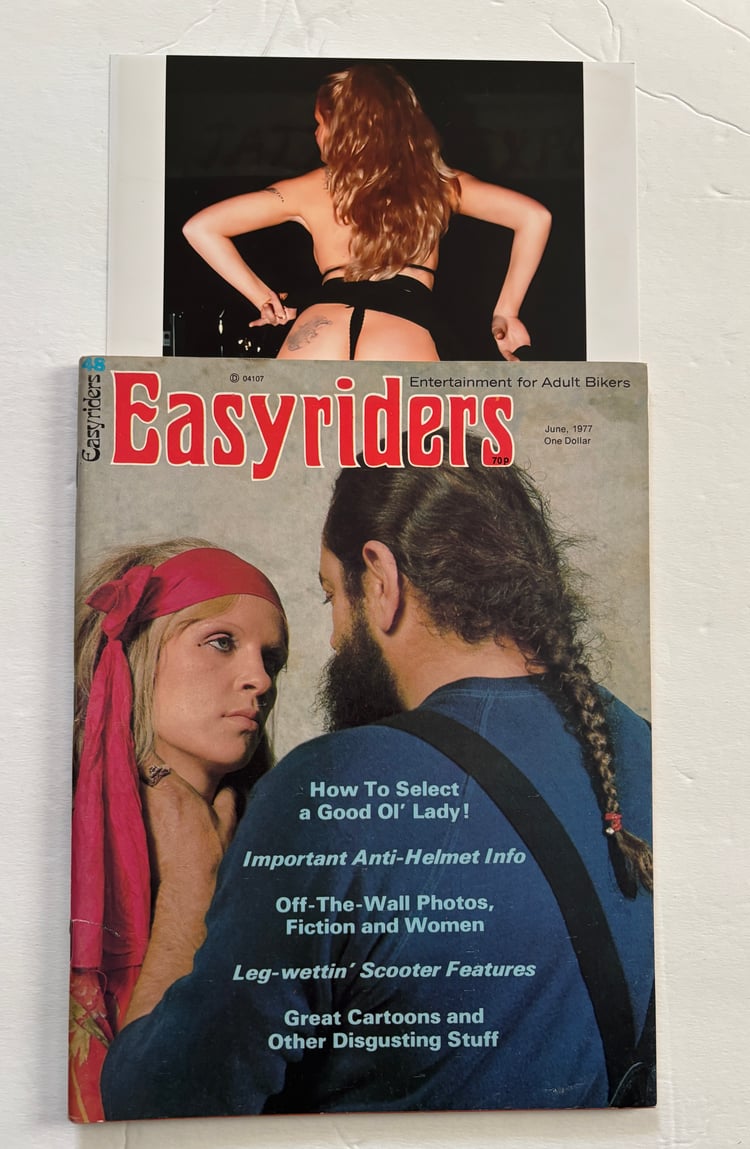 48
Easyriders
Ⓓ 04107
Entertainment for Adult Bikers
Easyriders
70p
June, 1977
One Dollar
How To Select
a Good Ol' Lady!
Important Anti-Helmet Info
Off-The-Wall Photos,
Fiction and Women
Leg-wettin' Scooter Features
Great Cartoons and
Other Disgusting Stuff